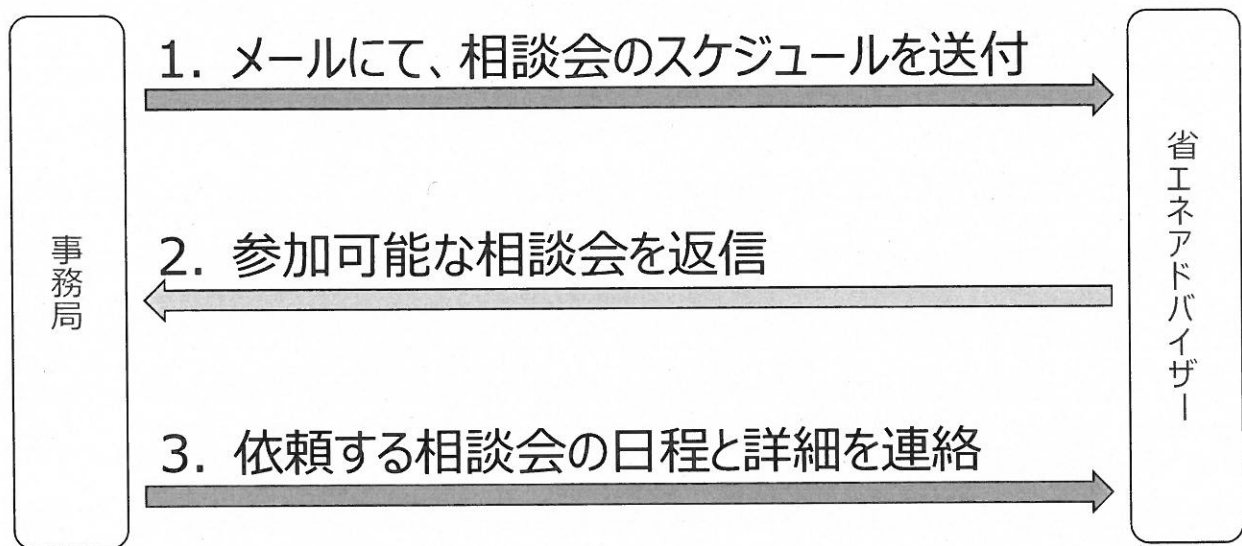 1. メールにて、相談会のスケジュールを送付
事務局
省エネアドバイザー
2. 参加可能な相談会を返信
3. 依頼する相談会の日程と詳細を連絡